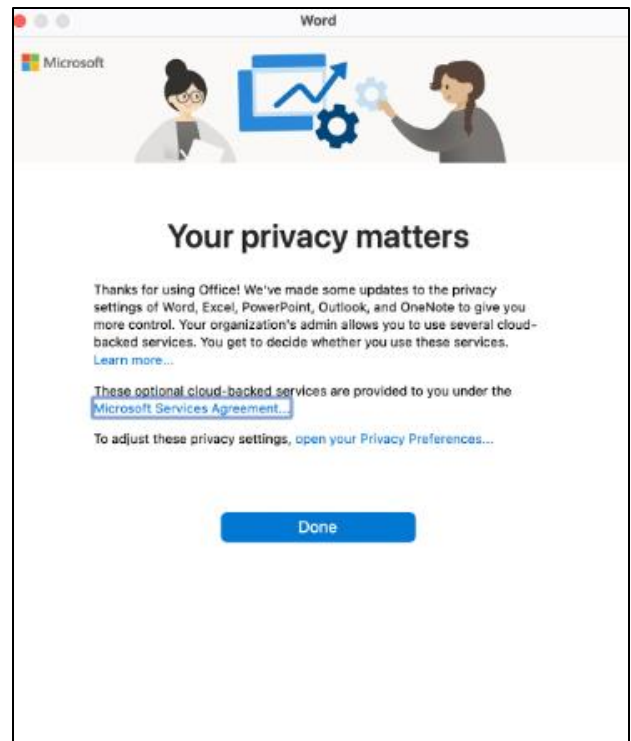 Word
Microsoft
Your privacy matters
Thanks for using Office! We've made some updates to the privacy
settings of Word, Excel, PowerPoint, Outlook, and OneNote to give you
more control. Your organization's admin allows you to use several cloud-
backed services. You get to decide whether you use these services.
Learn more...
These optional cloud-backed services are provided to you under the
Microsoft Services Agreement...
To adjust these privacy settings, open your Privacy Preferences...
Done